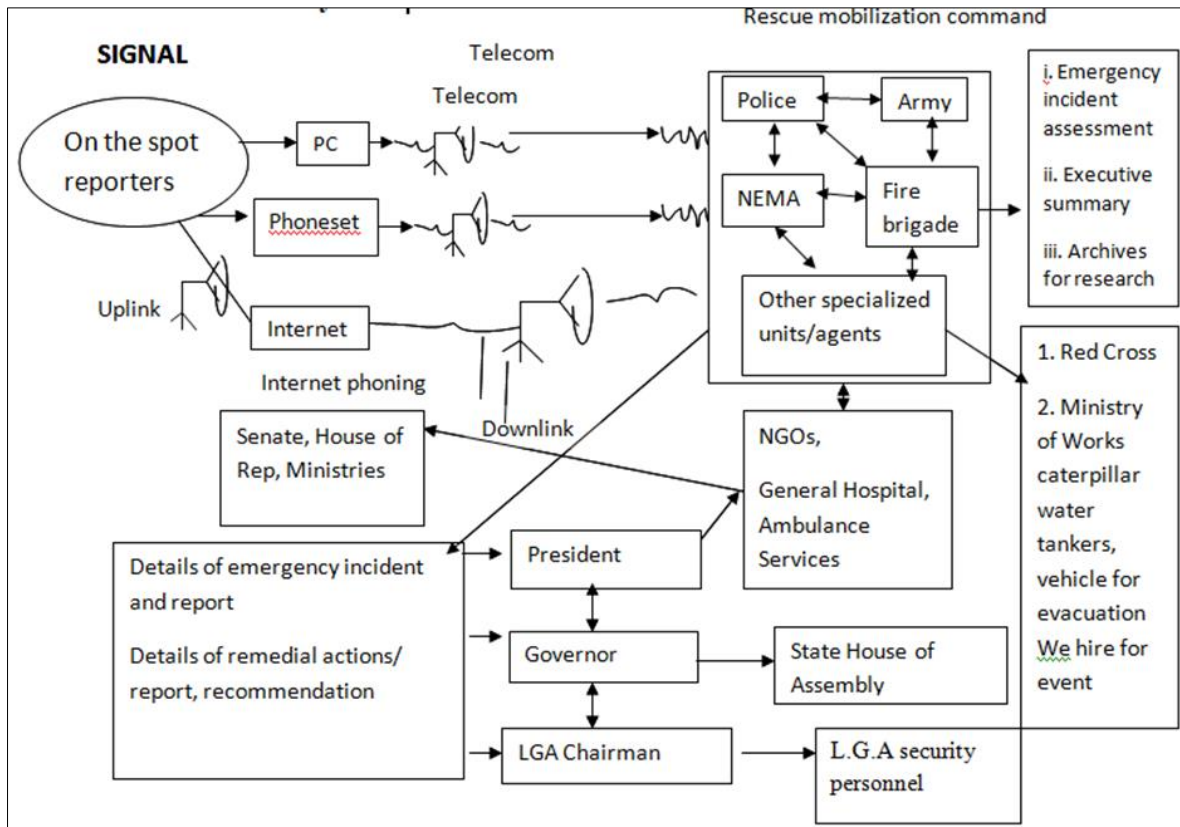 Rescue mobilization command
SIGNAL
Telecom
Telecom
On the spot
reporters
PC
Phoneset
Uplink
Internet
Internet phoning
Downlink
Police
Army
NEMA
Fire
brigade
Other specialized
units/agents
i. Emergency
incident
assessment
ii. Executive
summary
iii. Archives
for research
1. Red Cross
2. Ministry
of Works
caterpillar
water
tankers,
vehicle for
evacuation
We hire for
event
Senate, House of
Rep, Ministries
NGOs,
General Hospital,
Ambulance
Services
Details of emergency incident
and report
Details of remedial actions/
report, recommendation
President
Governor
State House of
Assembly
LGA Chairman
L.G.A security
personnel